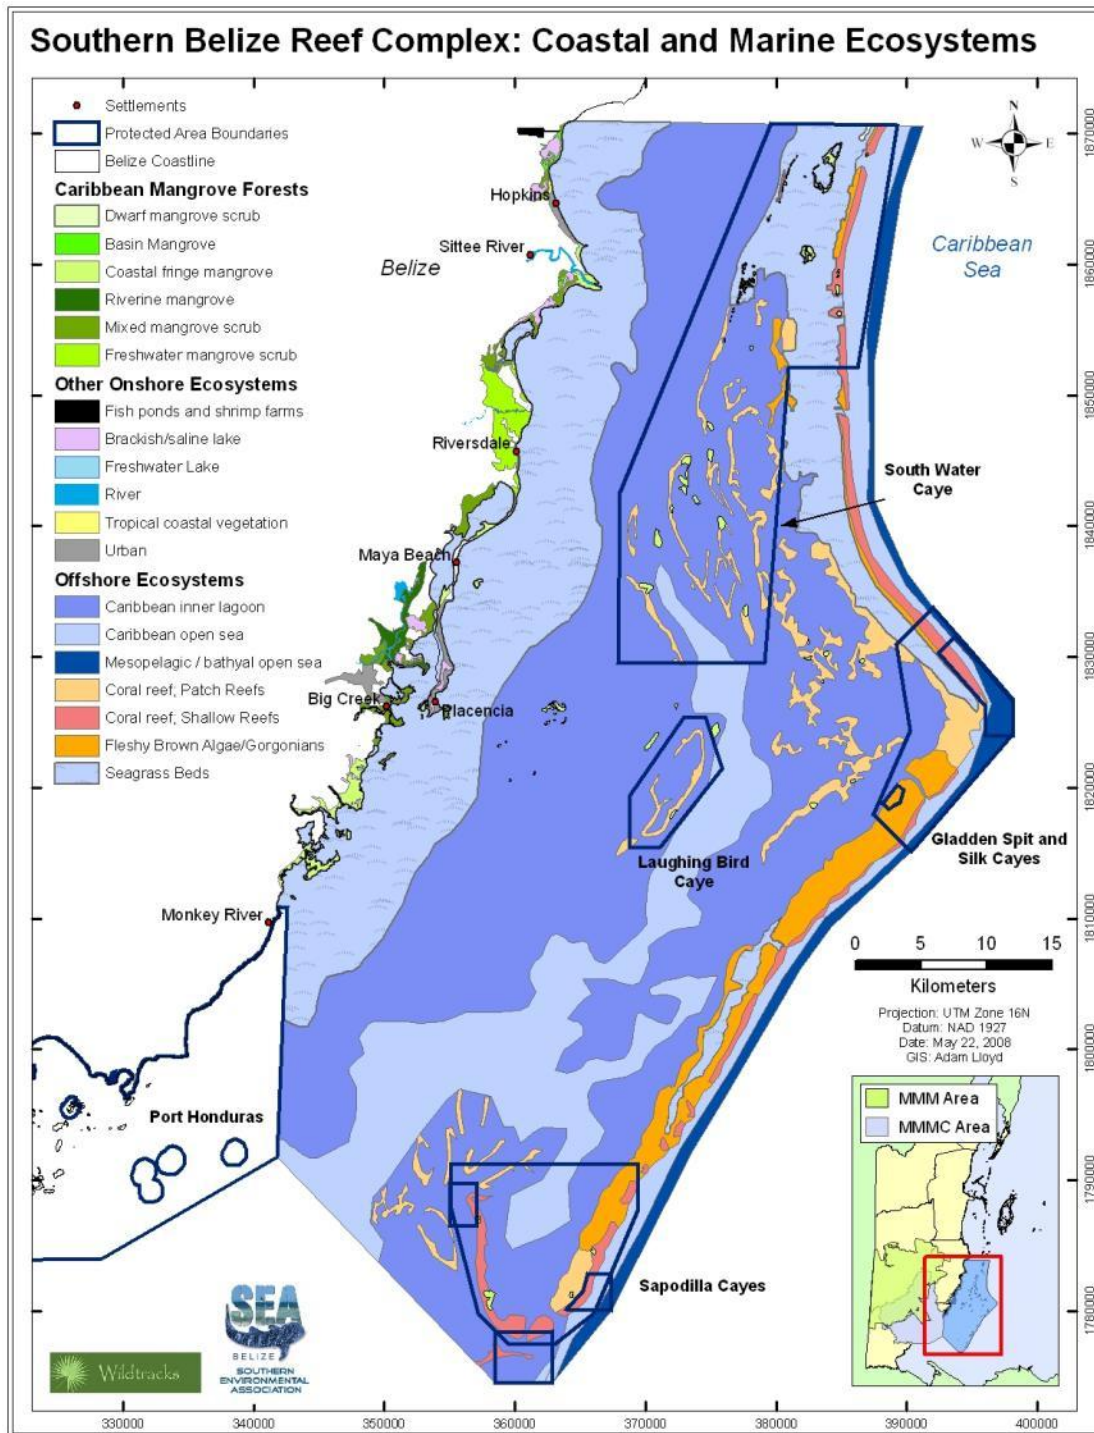 Southern Belize Reef Complex: Coastal and Marine Ecosystems
Settlements
Protected Area Boundaries
Belize Coastline
Caribbean Mangrove Forests
Dwarf mangrove scrub
Basin Mangrove
Coastal fringe mangrove
Riverine mangrove
Mixed mangrove scrub
Freshwater mangrove scrub
Other Onshore Ecosystems
Fish ponds and shrimp farms
Brackish/saline lake
Freshwater Lake
River
Tropical coastal vegetation
Urban
Offshore Ecosystems
Caribbean inner lagoon
Caribbean open sea
Mesopelagic / bathyal open sea
Coral reef; Patch Reefs
Coral reef; Shallow Reefs
Fleshy Brown Algae/Gorgonians
Seagrass Beds
N
W
E
S
Hopkins
Sittee River
Belize
Caribbean
Sea
Riversdale
South Water
Caye
Maya Beach
Big Creek
Placencia
Laughing Bird
Caye
Gladden Spit and
Silk Cayes
Monkey River
Port Honduras
Sapodilla Cayes
0 5 10 15
Kilometers
Projection: UTM Zone 16N
Datum: NAD 1927
Date: May 22, 2008
GIS: Adam Lloyd
MMM Area
MMMC Area
Wildtracks
SEA
BELIZE
SOUTHERN
ENVIRONMENTAL
ASSOCIATION
1870000
1860000
1850000
1840000
1830000
1820000
1810000
1800000
1790000
1780000
330000 340000 350000 360000 370000 380000 390000 400000